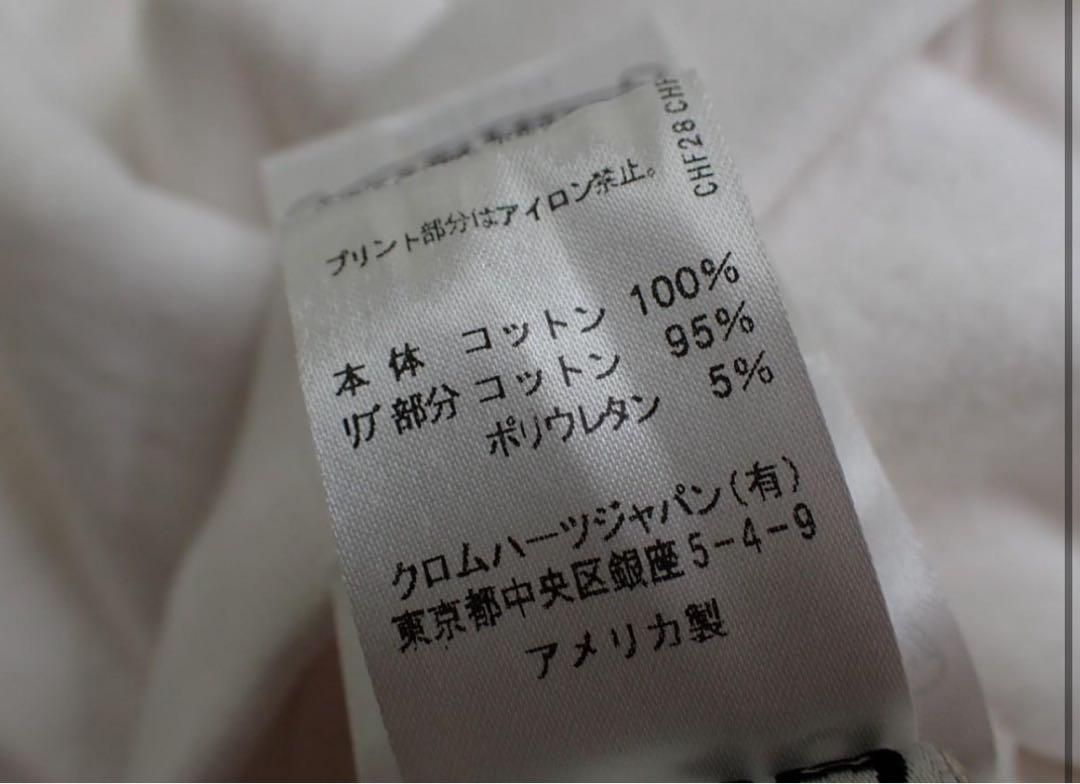 プリント部分はアイロン禁止。
本体 コットン 100%
リブ部分 コットン 95%
ポリウレタン 5%
クロムハーツジャパン(有)
東京都中央区銀座5-4-9
アメリカ製
CHF28 CHF